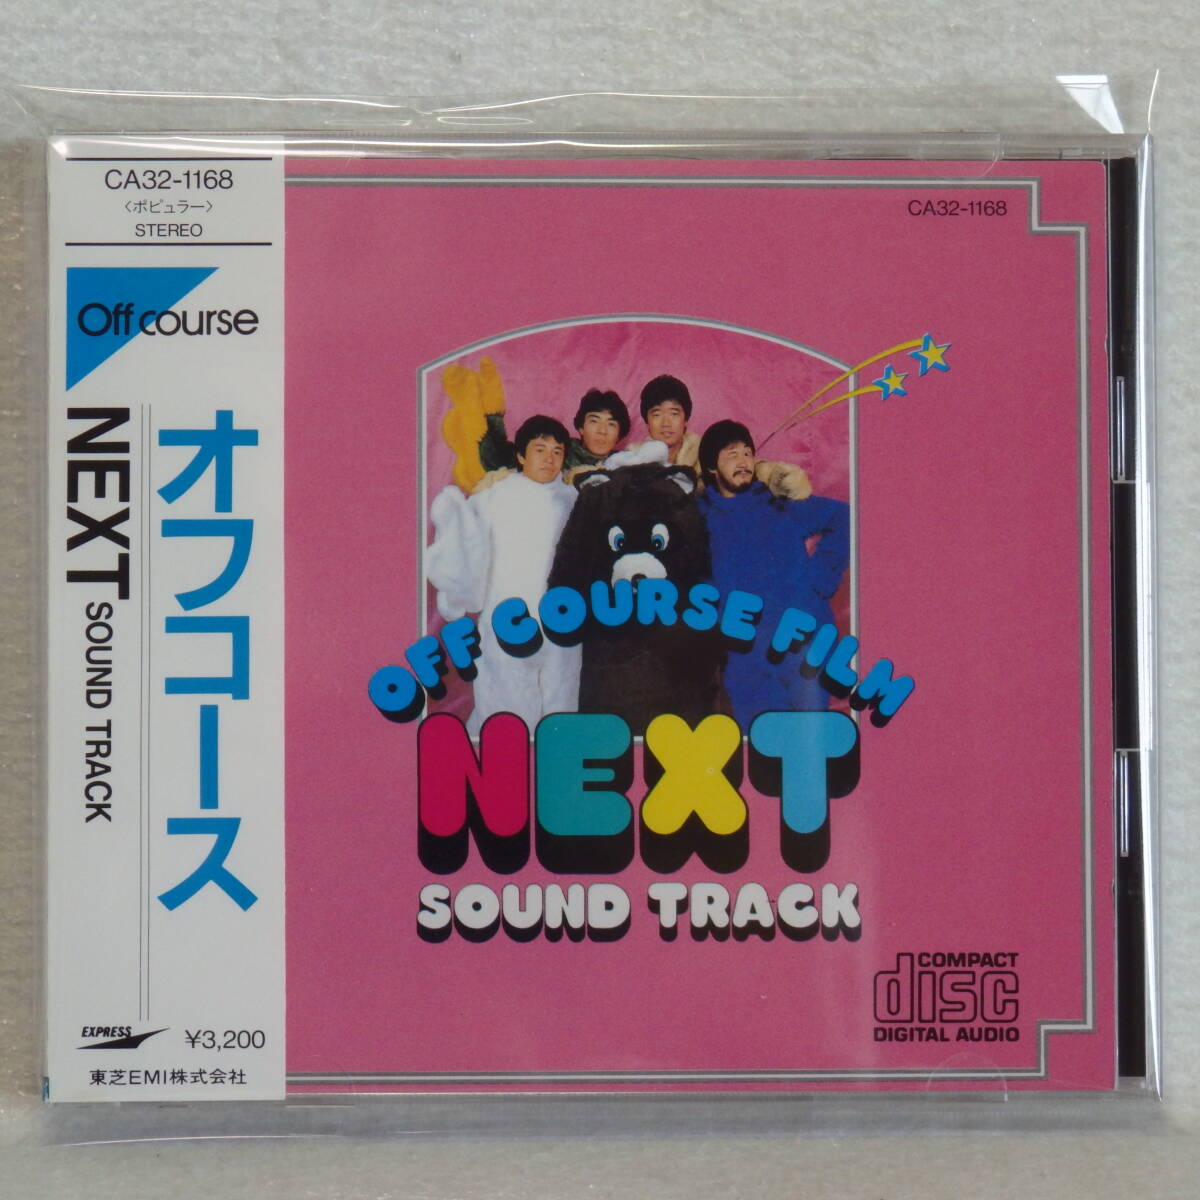 CA32-1168
〈ポピュラー〉
STEREO
Off course
オフコース
NEXT SOUND TRACK
EXPRESS
¥3,200
東芝EMI株式会社
CA32-1168
OFF COURSE FILM
NEXT
SOUND TRACK
COMPACT
disc
DIGITAL AUDIO